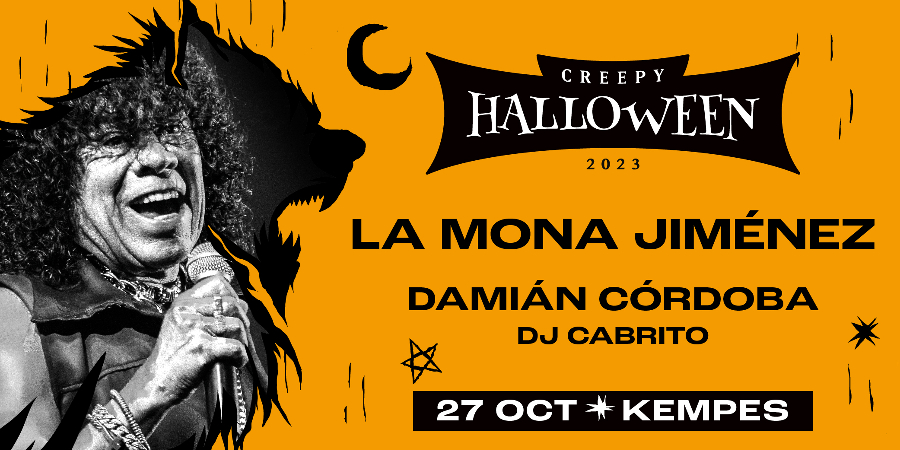 CREEPY
HALLOWEEN
2023
LA MONA JIMÉNEZ
DAMIÁN CÓRDOBA
DJ CABRITO
27 OCT KEMPES